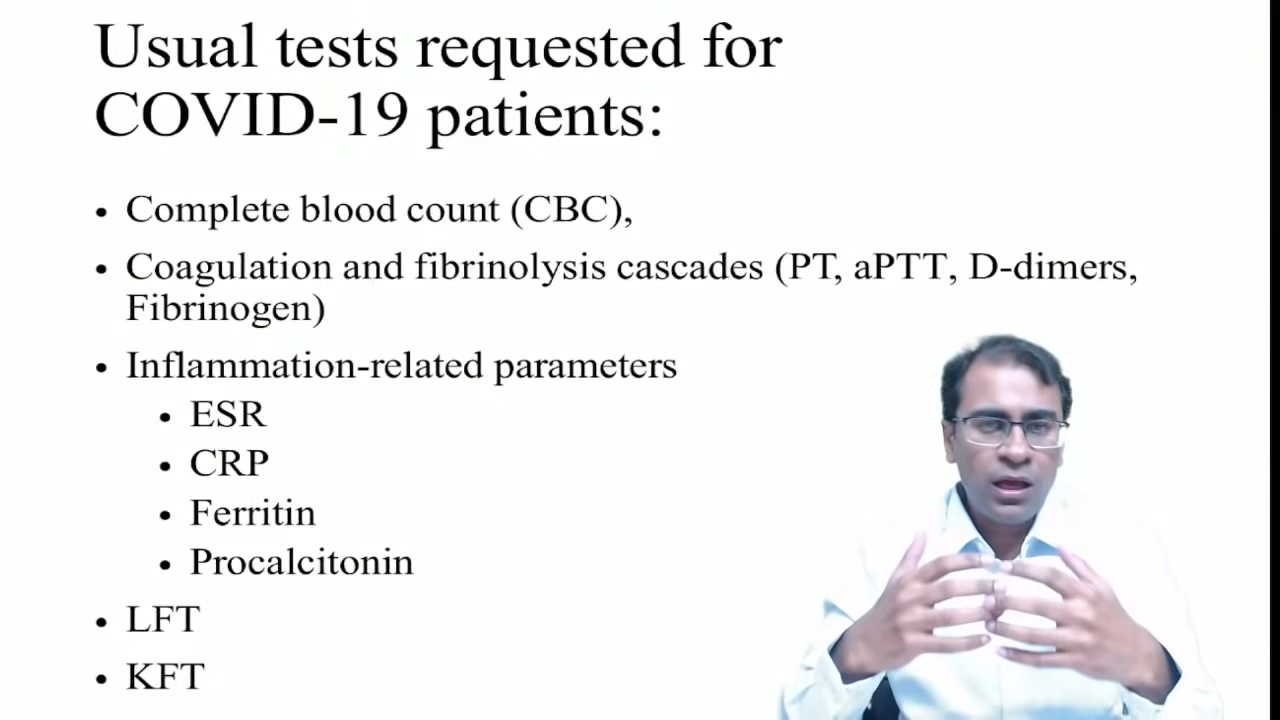 Usual tests requested for
COVID-19 patients:
• Complete blood count (CBC),
• Coagulation and fibrinolysis cascades (PT, aPTT, D-dimers,
Fibrinogen)
• Inflammation-related parameters
• ESR
• CRP
• Ferritin
• Procalcitonin
• LFT
• KFT